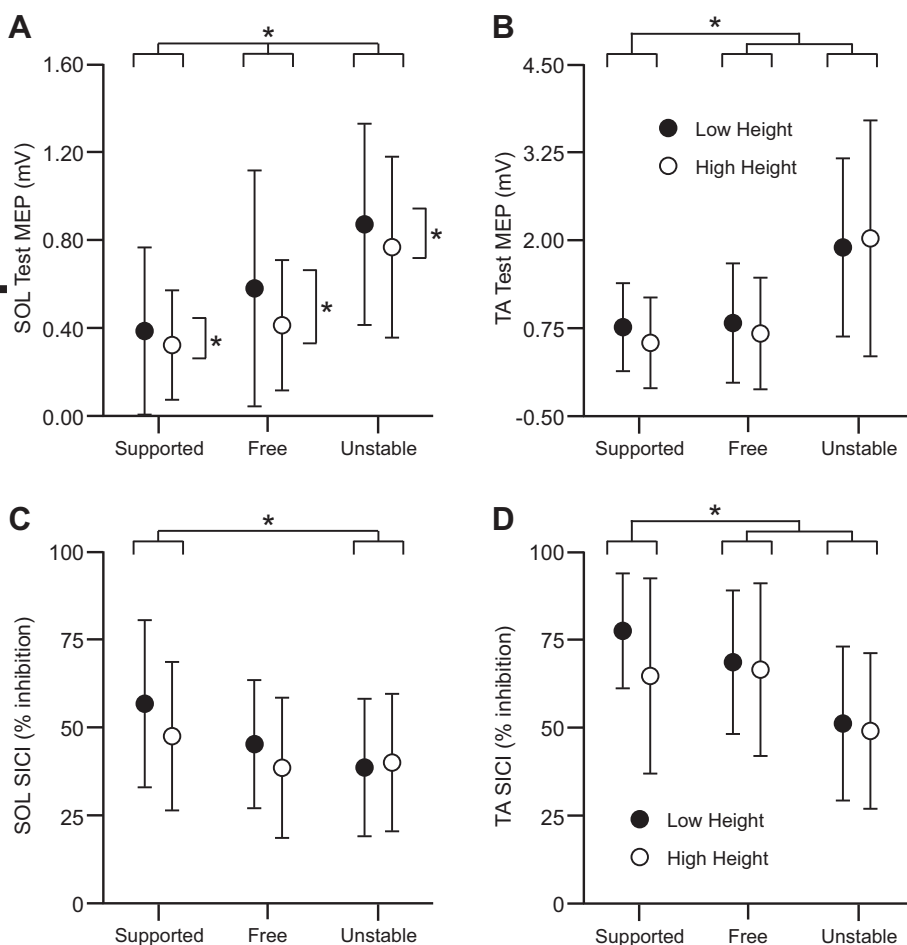 A
*
1.60
1.20
0.80
0.40
0.00
SOL Test MEP (mV)
*
*
*
Supported Free Unstable
B
*
4.50
3.25
2.00
0.75
-0.50
TA Test MEP (mV)
Low Height
High Height
Supported Free Unstable
C
*
100
75
50
25
0
SOL SICI (% inhibition)
Supported Free Unstable
D
*
100
75
50
25
0
TA SICI (% inhibition)
Low Height
High Height
Supported Free Unstable